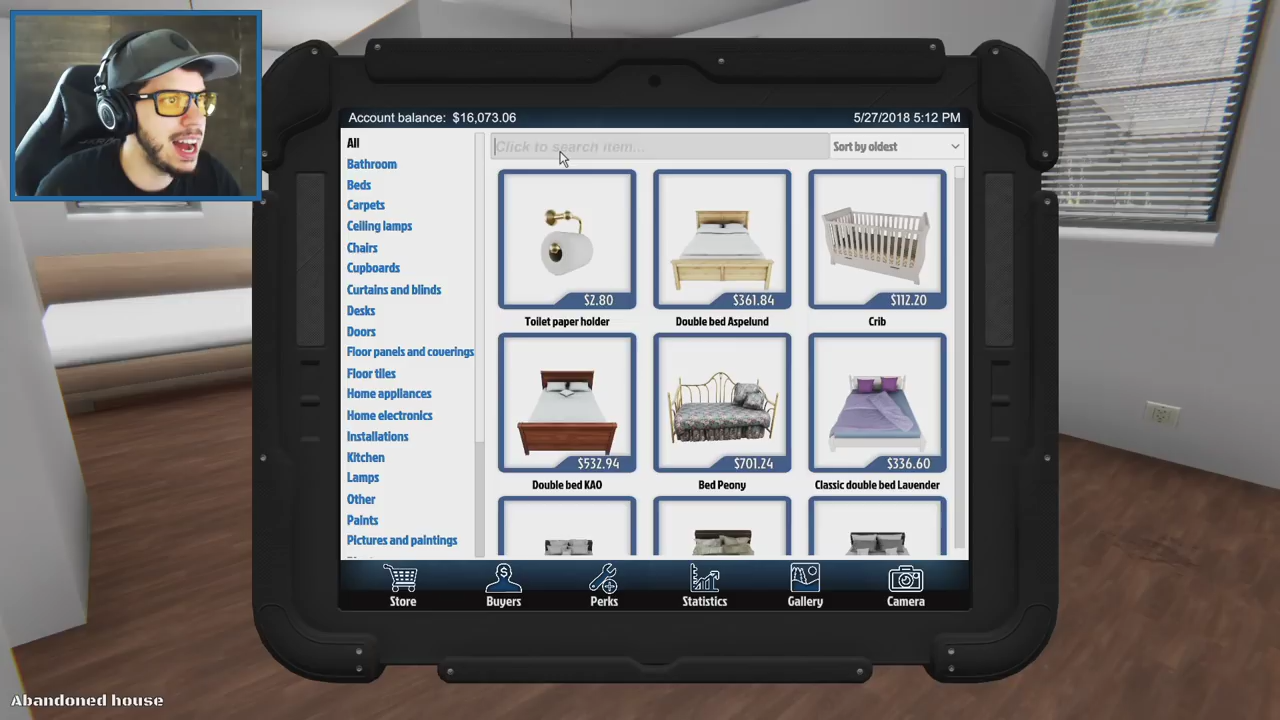 Account balance: $16,073.06
5/27/2018 5:12 PM
All
Bathroom
Beds
Carpets
Ceiling lamps
Chairs
Cupboards
Curtains and blinds
Desks
Doors
Floor panels and coverings
Floor tiles
Home appliances
Home electronics
Installations
Kitchen
Lamps
Other
Paints
Pictures and paintings
Click to search item...
Sort by oldest
$2.80
$361.84
$112.20
Toilet paper holder
Double bed Aspelund
Crib
$532.94
$701.24
$336.60
Double bed KAO
Bed Peony
Classic double bed Lavender
Store
Buyers
Perks
Statistics
Gallery
Camera
Abandoned house